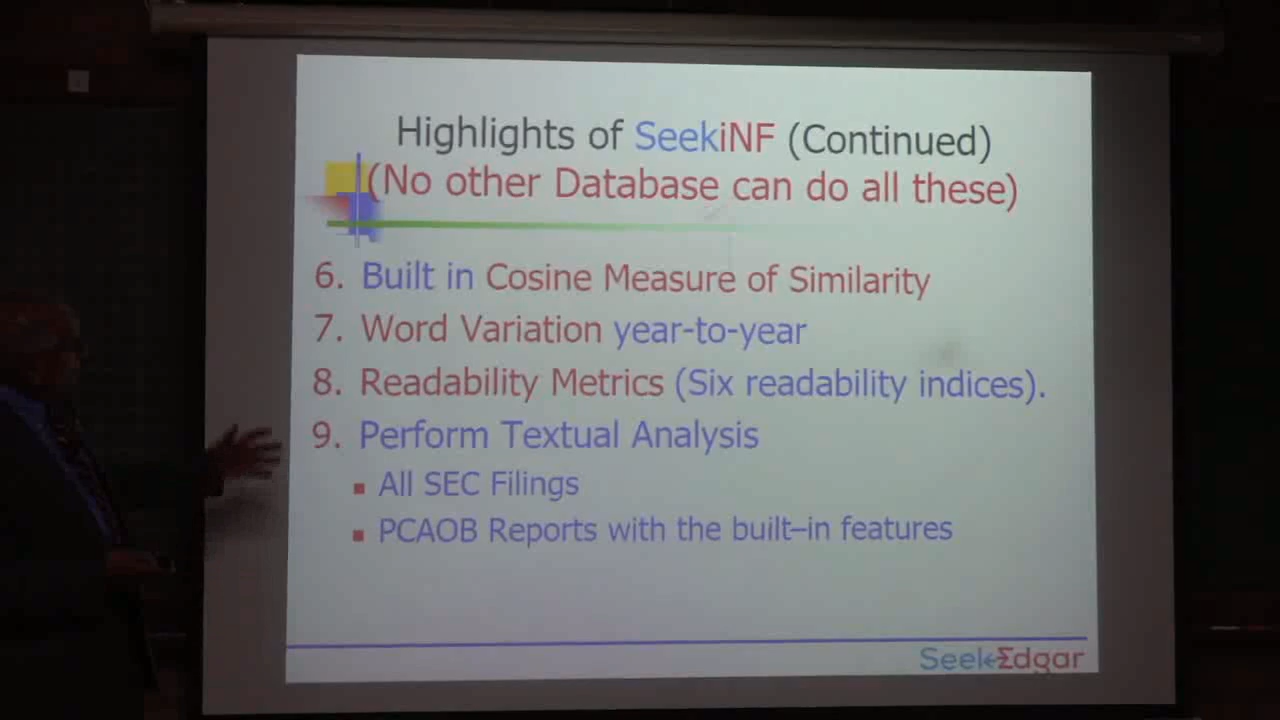 Highlights of SeekiNF (Continued)
(No other Database can do all these)
6. Built in Cosine Measure of Similarity
7. Word Variation year-to-year
8. Readability Metrics (Six readability indices).
9. Perform Textual Analysis
▪ All SEC Filings
▪ PCAOB Reports with the built–in features
SeekEdgar